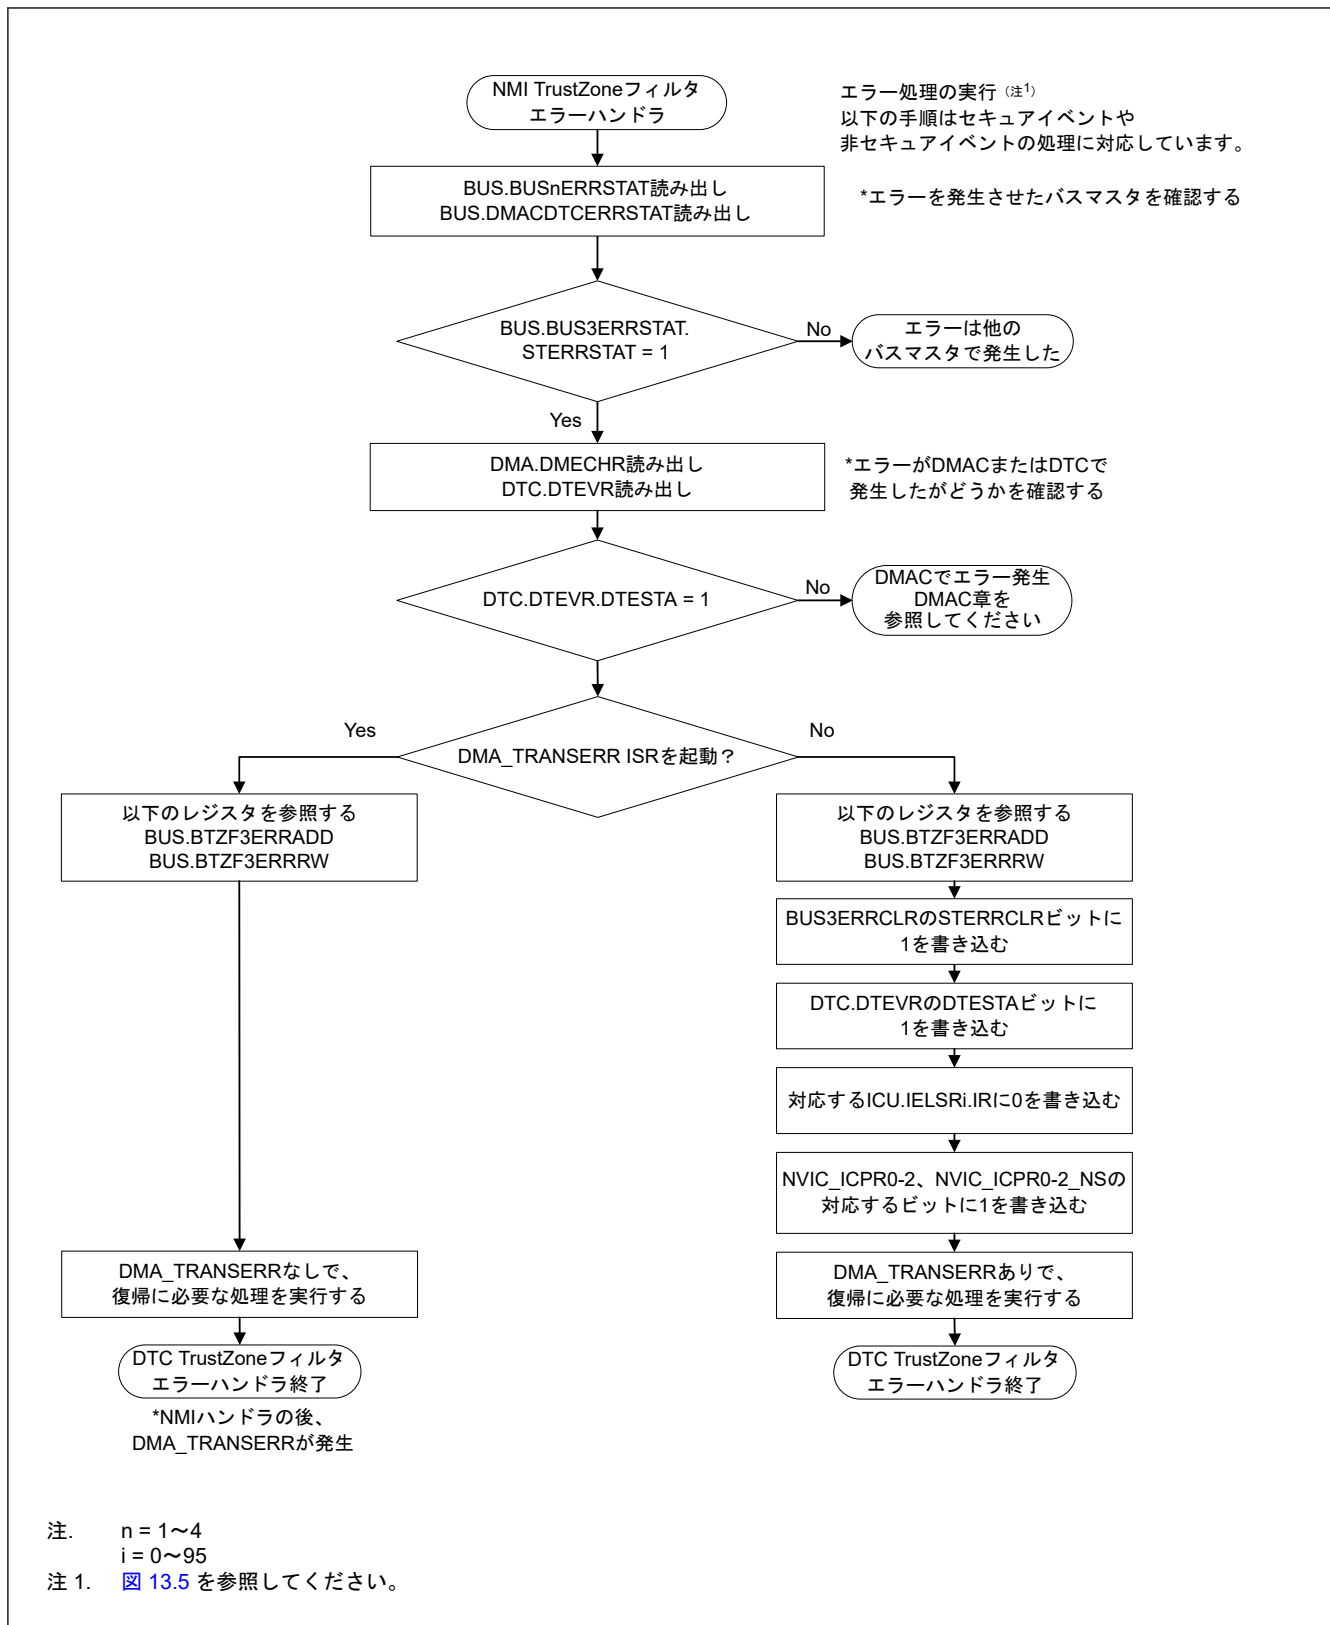 NMI TrustZoneフィルタ
エラーハンドラ
エラー処理の実行（注1）
以下の手順はセキュアイベントや
非セキュアイベントの処理に対応しています。
BUS.BUSnERRSTAT読み出し
BUS.DMACDTCERRSTAT読み出し
*エラーを発生させたバスマスタを確認する
BUS.BUS3ERRSTAT.
STERRSTAT = 1
No
エラーは他の
バスマスタで発生した
Yes
DMA.DMECHR読み出し
DTC.DTEVR読み出し
*エラーがDMACまたはDTCで
発生したがどうかを確認する
DTC.DTEVR.DTESTA = 1
No
DMACでエラー発生
DMAC章を
参照してください
DMA_TRANSERR ISRを起動？
Yes
No
以下のレジスタを参照する
BUS.BTZF3ERRADD
BUS.BTZF3ERRRW
以下のレジスタを参照する
BUS.BTZF3ERRADD
BUS.BTZF3ERRRW
BUS3ERRCLRのSTERRCLRビットに
1を書き込む
DTC.DTEVRのDTESTAビットに
1を書き込む
対応するICU.IELSRi.IRに0を書き込む
NVIC_ICPR0-2、NVIC_ICPR0-2_NSの
対応するビットに1を書き込む
DMA_TRANSERRなしで、
復帰に必要な処理を実行する
DMA_TRANSERRありで、
復帰に必要な処理を実行する
DTC TrustZoneフィルタ
エラーハンドラ終了
DTC TrustZoneフィルタ
エラーハンドラ終了
*NMIハンドラの後、
DMA_TRANSERRが発生
注. n = 1～4
i = 0～95
注 1. 図 13.5 を参照してください。